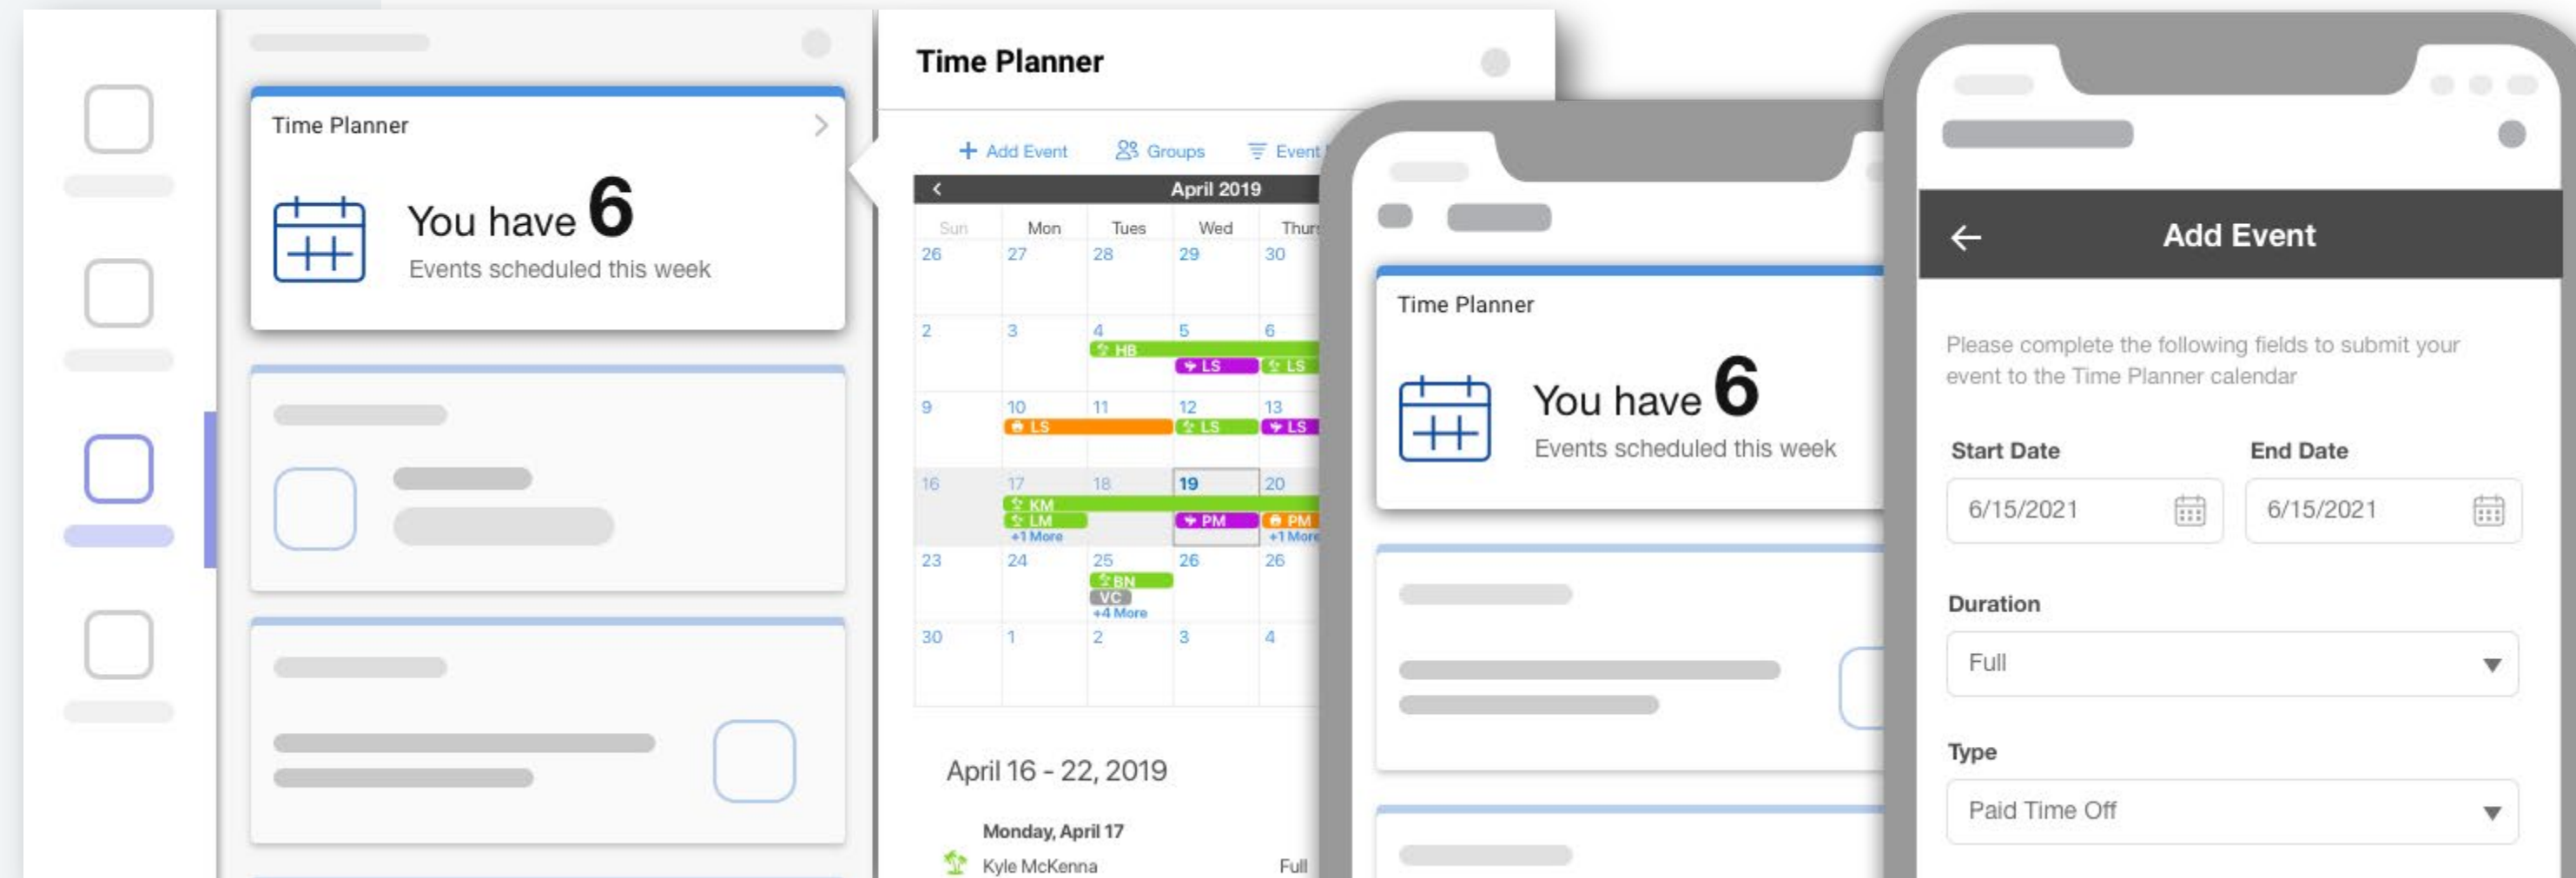 Time Planner
You have 6
Events scheduled this week
Time Planner
Add Event Groups Event
April 2019
Sun Mon Tues Wed Thur
26 27 28 29 30
2 3 4 5 6
HB
LS LS
9 10 11 12 13
LS LS LS
16 17 18 19 20
KM
LM PM PM
+1 More +1 More
23 24 25 26 26
BN
VC
+4 More
30 1 2 3 4
April 16 - 22, 2019
Monday, April 17
Kyle McKenna Full
Time Planner
You have 6
Events scheduled this week
Add Event
Please complete the following fields to submit your
event to the Time Planner calendar
Start Date End Date
6/15/2021 6/15/2021
Duration
Full
Type
Paid Time Off